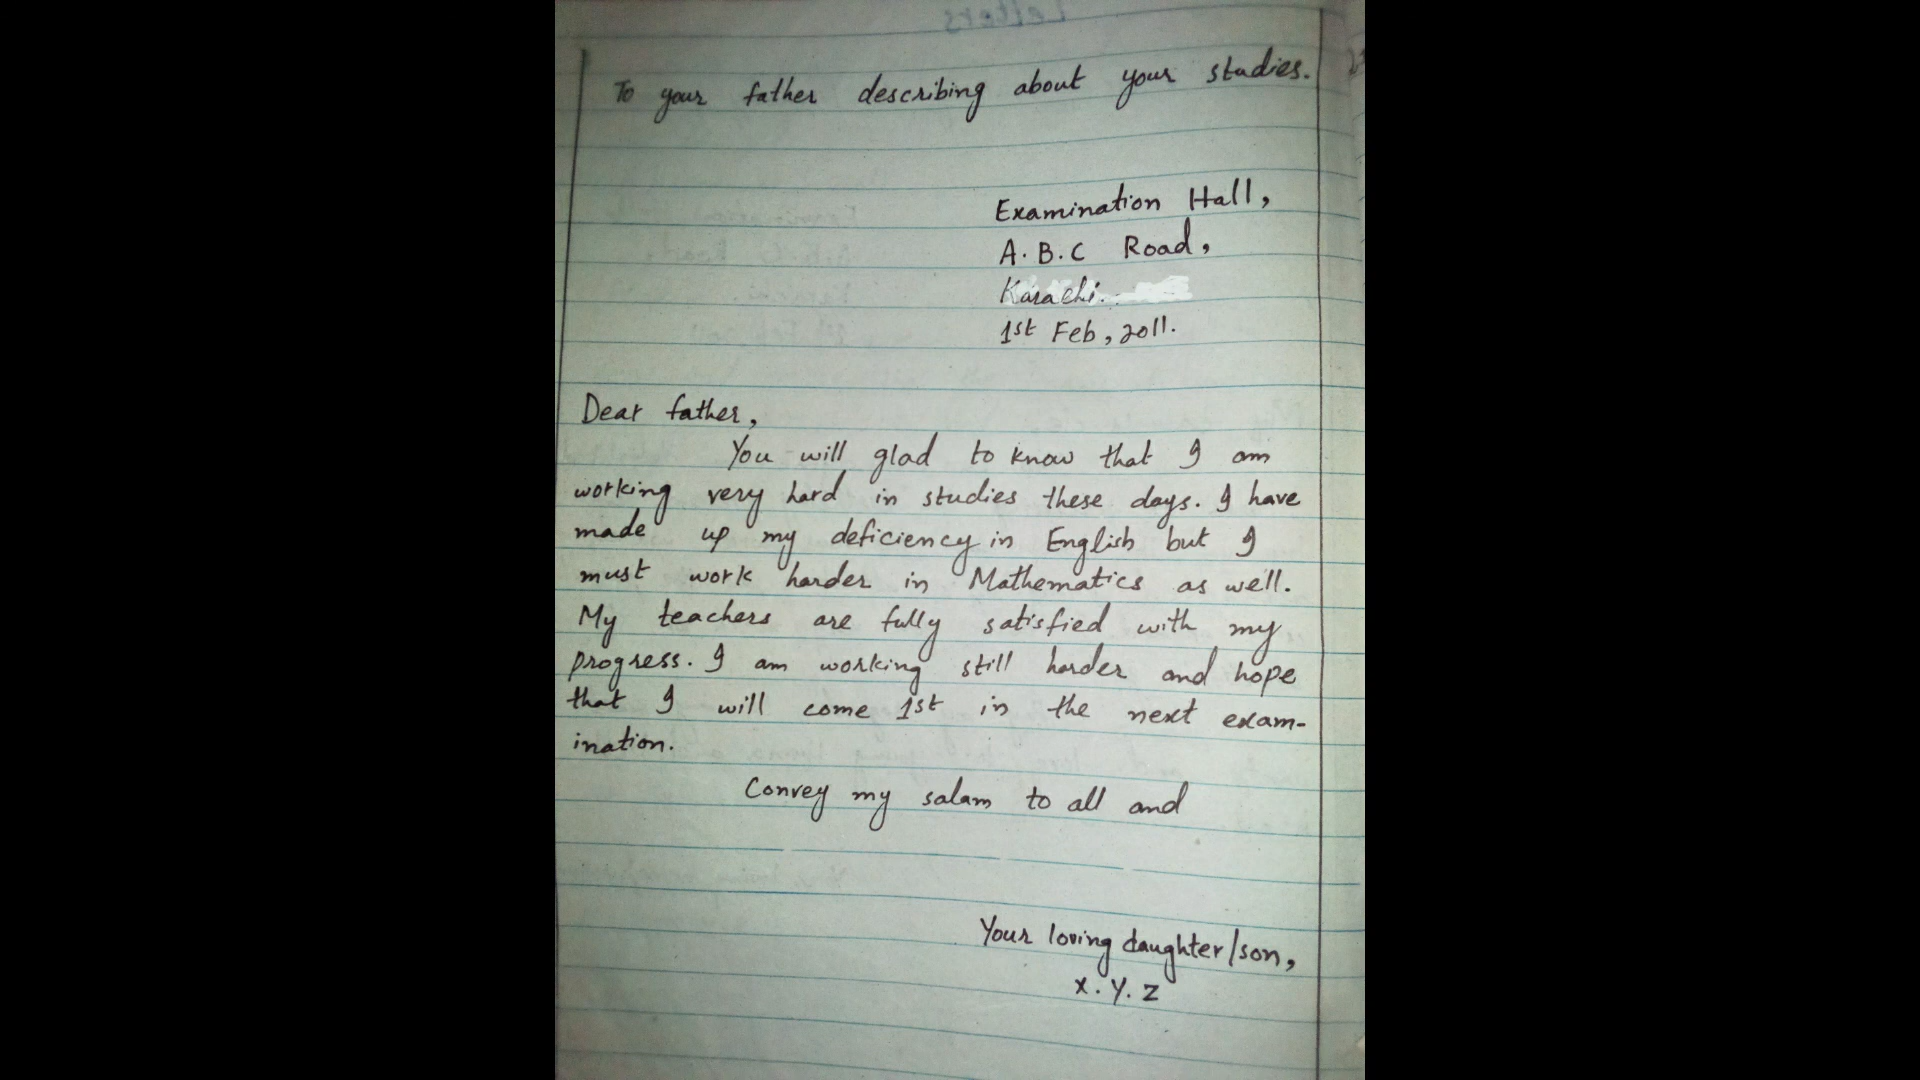 Letters
To your father describing about your studies.
Examination Hall,
A.B.C Road,
Karachi.
1st Feb, 2011.
Dear father,
You will glad to know that I am
working very hard in studies these days. I have
made up my deficiency in English but I
must work harder in Mathematics as well.
My teachers are fully satisfied with my
progress. I am working still harder and hope
that I will come 1st in the next exam-
ination.
Convey my salam to all and
Your loving daughter/son,
X.Y.Z